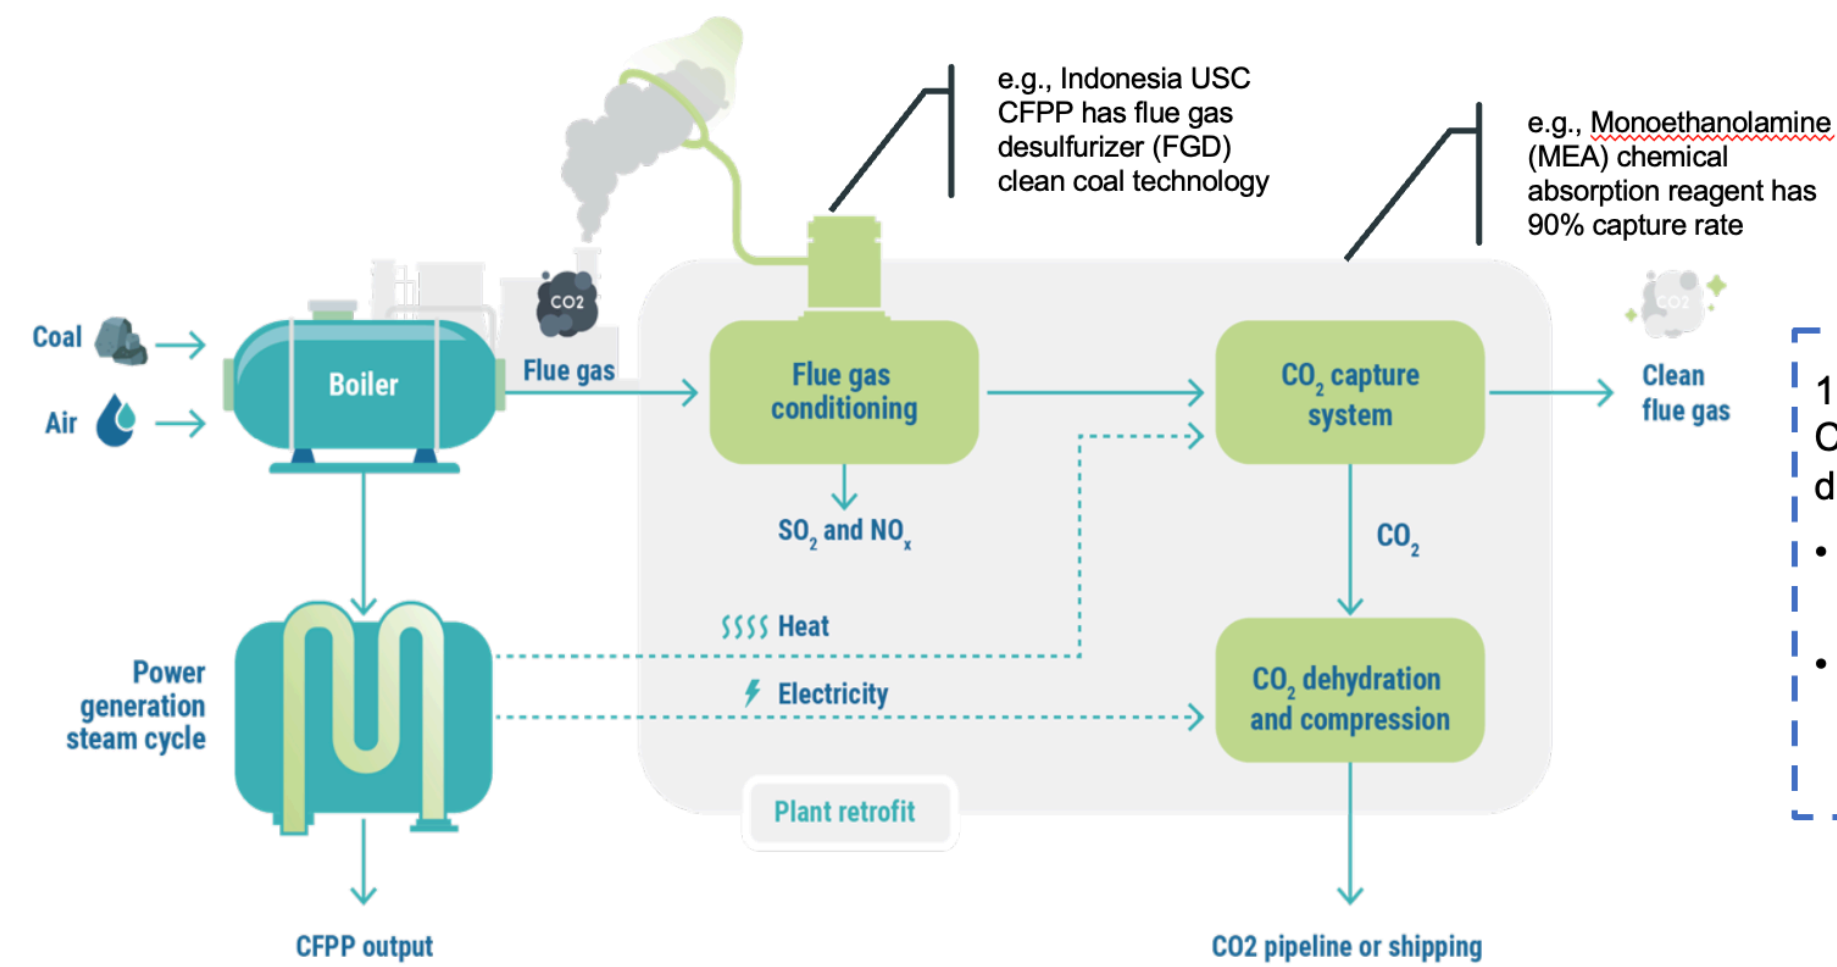 e.g., Indonesia USC
CFPP has flue gas
desulfurizer (FGD)
clean coal technology
e.g., Monoethanolamine
(MEA) chemical
absorption reagent has
90% capture rate
Coal
Air
Boiler
CO2
Flue gas
Flue gas
conditioning
CO₂ capture
system
CO2
Clean
flue gas
SO₂ and NOₓ
CO₂
Heat
Electricity
Power
generation
steam cycle
CO₂ dehydration
and compression
Plant retrofit
CFPP output
CO2 pipeline or shipping
1
C
d
•
•